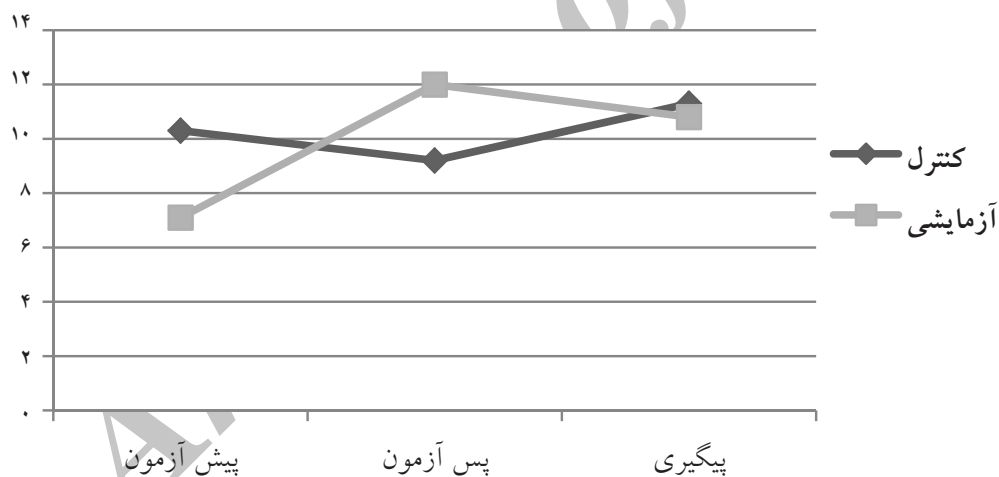 ۱۴
۱۲
۱۰
۸
۶
۴
۲
۰
پیش آزمون
پس آزمون
پیگیری
کنترل
آزمایشی